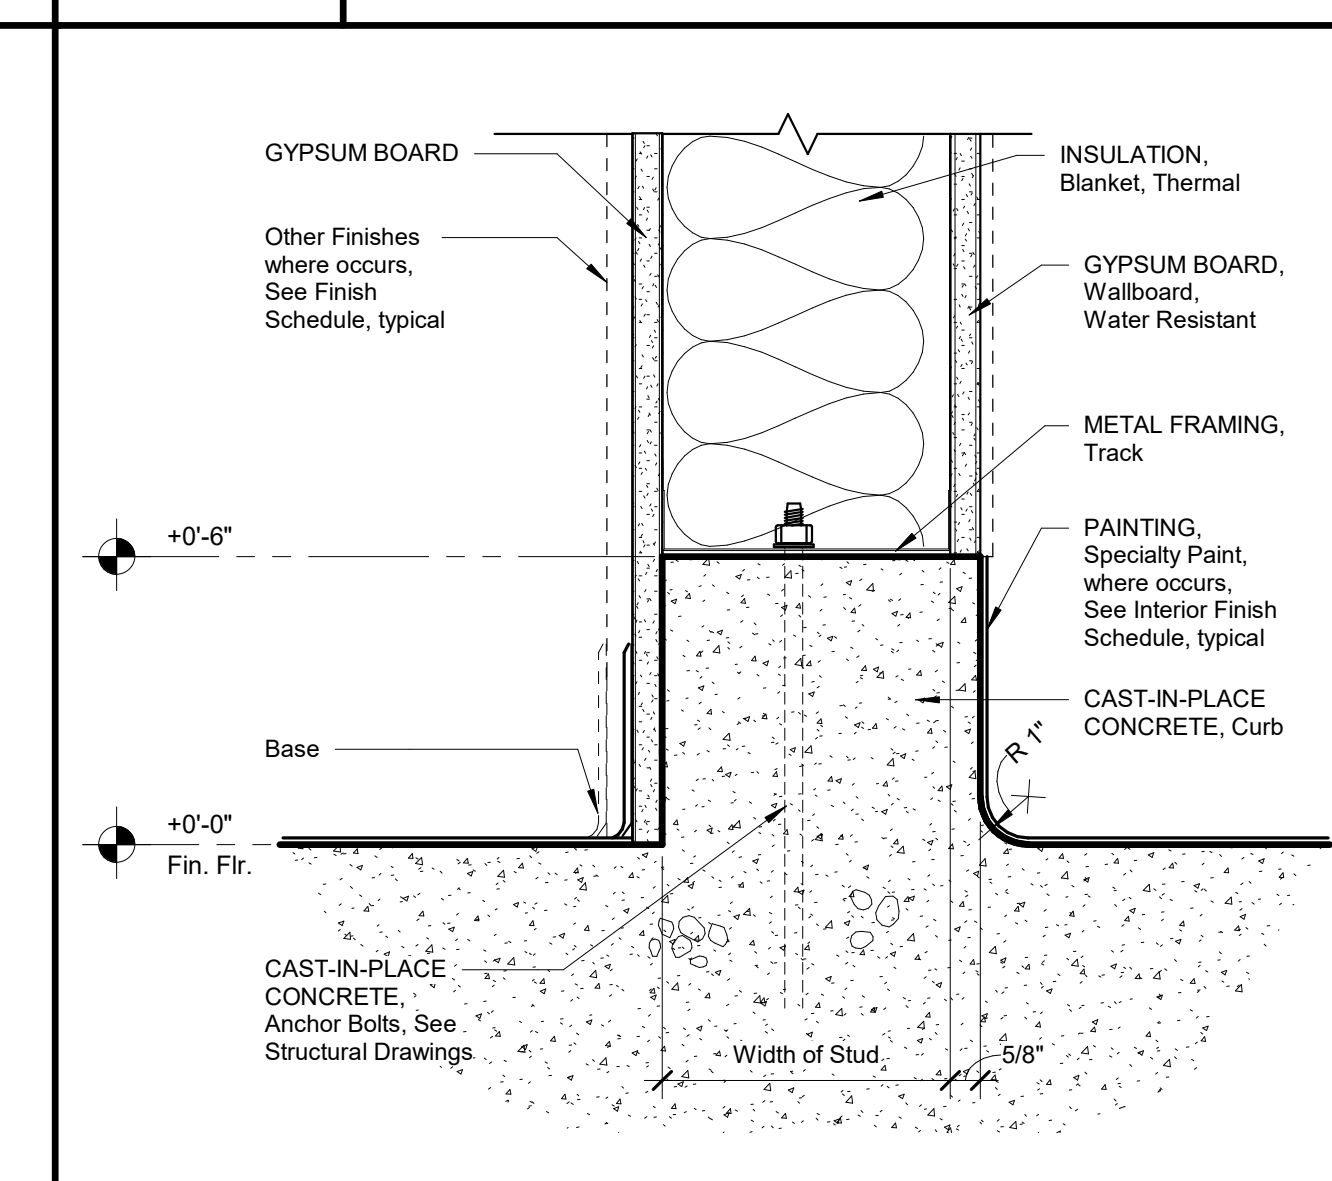 GYPSUM BOARD
Other Finishes
where occurs,
See Finish
Schedule, typical
+0'-6"
Base
+0'-0"
Fin. Flr.
CAST-IN-PLACE
CONCRETE,
Anchor Bolts, See
Structural Drawings
INSULATION,
Blanket, Thermal
GYPSUM BOARD,
Wallboard,
Water Resistant
METAL FRAMING,
Track
PAINTING,
Specialty Paint,
where occurs,
See Interior Finish
Schedule, typical
CAST-IN-PLACE
CONCRETE, Curb
R 1"
Width of Stud
5/8"